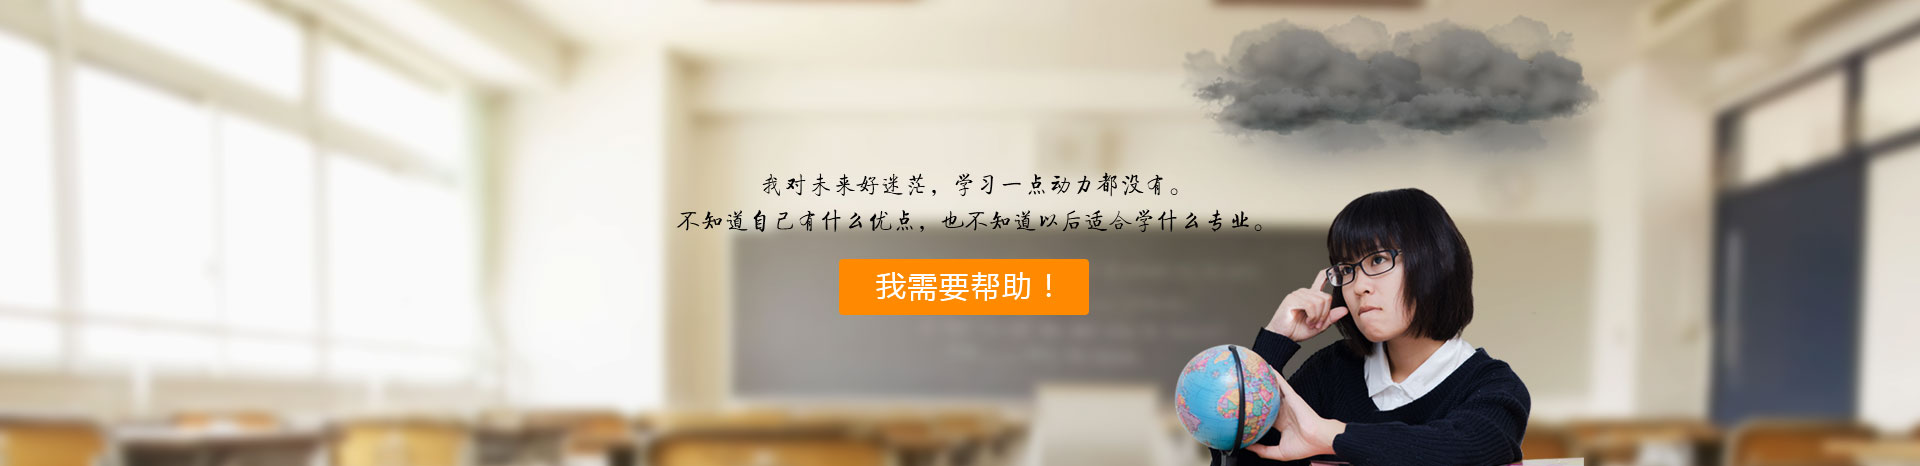 我对未来好迷茫，学习一点动力都没有。
不知道自己有什么优点，也不知道以后适合学什么专业。
我需要帮助！